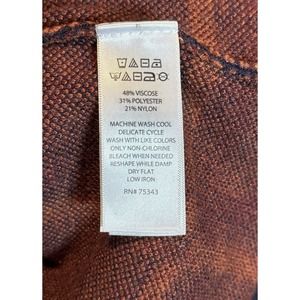 48% VISCOSE
31% POLYESTER
21% NYLON
MACHINE WASH COOL
DELICATE CYCLE
WASH WITH LIKE COLORS
ONLY NON-CHLORINE
BLEACH WHEN NEEDED
RESHAPE WHILE DAMP
DRY FLAT
LOW IRON
RN# 75343